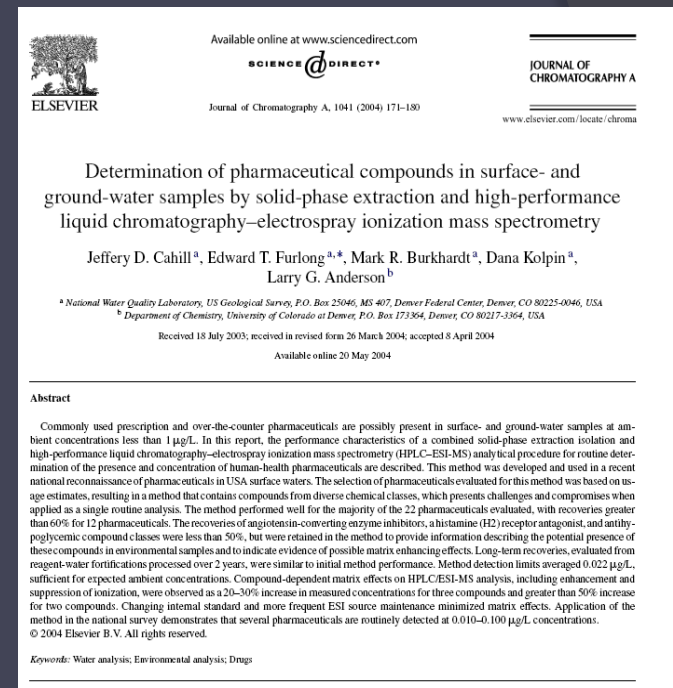 Available online at www.sciencedirect.com
SCIENCE @ DIRECT®
ELSEVIER
Journal of Chromatography A, 1041 (2004) 171–180
JOURNAL OF
CHROMATOGRAPHY A
www.elsevier.com/locate/chroma
Determination of pharmaceutical compounds in surface- and
ground-water samples by solid-phase extraction and high-performance
liquid chromatography–electrospray ionization mass spectrometry
Jeffery D. Cahill a, Edward T. Furlong a,*, Mark R. Burkhardt a, Dana Kolpin a,
Larry G. Anderson b
a National Water Quality Laboratory, US Geological Survey, P.O. Box 25046, MS 407, Denver Federal Center, Denver, CO 80225-0046, USA
b Department of Chemistry, University of Colorado at Denver, P.O. Box 173364, Denver, CO 80217-3364, USA
Received 18 July 2003; received in revised form 26 March 2004; accepted 8 April 2004
Available online 20 May 2004
Abstract
Commonly used prescription and over-the-counter pharmaceuticals are possibly present in surface- and ground-water samples at am-
bient concentrations less than 1 μg/L. In this report, the performance characteristics of a combined solid-phase extraction isolation and
high-performance liquid chromatography–electrospray ionization mass spectrometry (HPLC–ESI-MS) analytical procedure for routine deter-
mination of the presence and concentration of human-health pharmaceuticals are described. This method was developed and used in a recent
national reconnaissance of pharmaceuticals in USA surface waters. The selection of pharmaceuticals evaluated for this method was based on us-
age estimates, resulting in a method that contains compounds from diverse chemical classes, which presents challenges and compromises when
applied as a single routine analysis. The method performed well for the majority of the 22 pharmaceuticals evaluated, with recoveries greater
than 60% for 12 pharmaceuticals. The recoveries of angiotensin-converting enzyme inhibitors, a histamine (H2) receptor antagonist, and antihy-
poglycemic compound classes were less than 50%, but were retained in the method to provide information describing the potential presence of
these compounds in environmental samples and to indicate evidence of possible matrix enhancing effects. Long-term recoveries, evaluated from
reagent-water fortifications processed over 2 years, were similar to initial method performance. Method detection limits averaged 0.022 μg/L,
sufficient for expected ambient concentrations. Compound-dependent matrix effects on HPLC/ESI-MS analysis, including enhancement and
suppression of ionization, were observed as a 20–30% increase in measured concentrations for three compounds and greater than 50% increase
for two compounds. Changing internal standard and more frequent ESI source maintenance minimized matrix effects. Application of the
method in the national survey demonstrates that several pharmaceuticals are routinely detected at 0.010–0.100 μg/L concentrations.
© 2004 Elsevier B.V. All rights reserved.
Keywords: Water analysis; Environmental analysis; Drugs